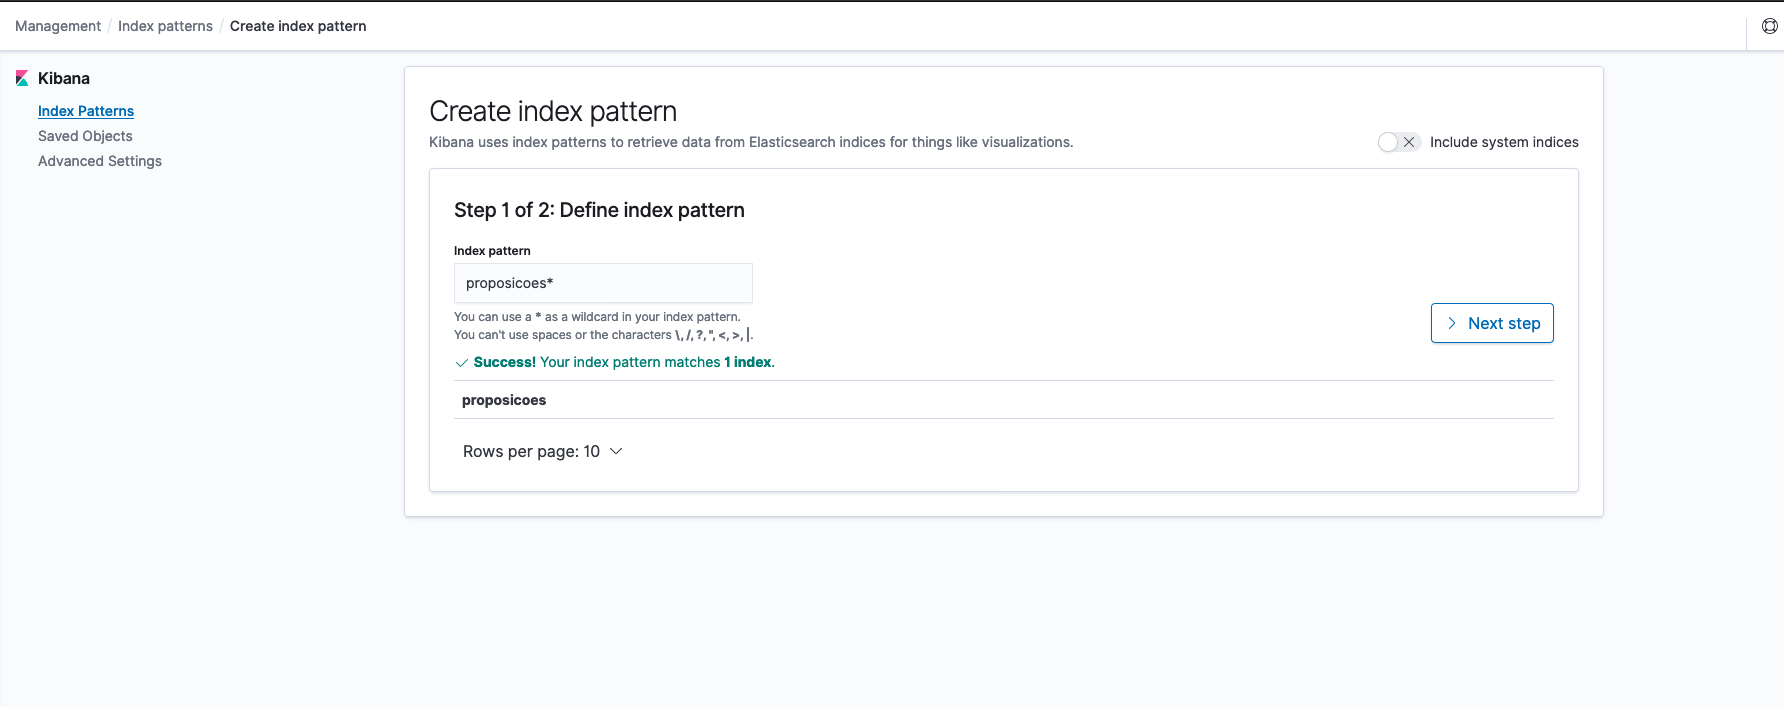 Management / Index patterns / Create index pattern
Kibana
Index Patterns
Saved Objects
Advanced Settings
Create index pattern
Kibana uses index patterns to retrieve data from Elasticsearch indices for things like visualizations.
Include system indices
Step 1 of 2: Define index pattern
Index pattern
proposicoes*
You can use a * as a wildcard in your index pattern.
You can't use spaces or the characters \, /, ?, ", <, >, |.
Next step
Success! Your index pattern matches 1 index.
proposicoes
Rows per page: 10